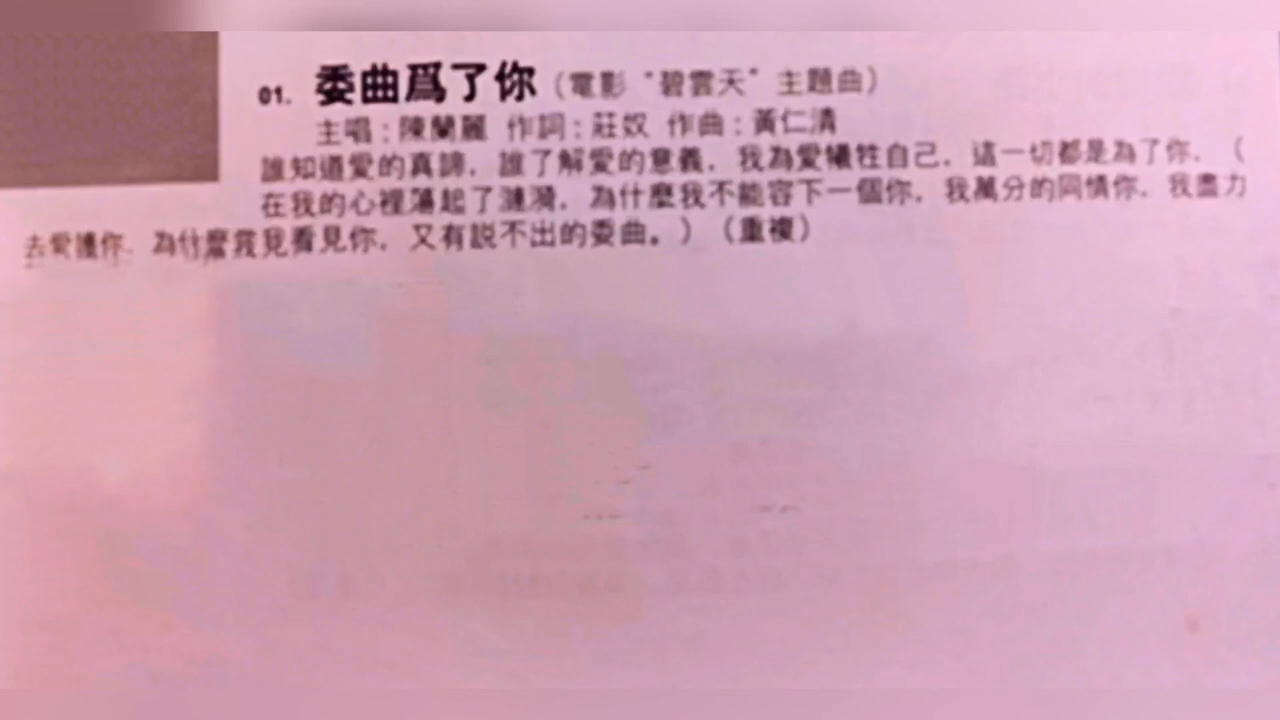 01. 委曲爲了你（電影“碧雲天”主題曲）
主唱:陳蘭麗 作詞:莊奴 作曲:黃仁清
誰知道愛的真諦，誰了解愛的意義，我為愛犧牲自己，這一切都是為了你，（
在我的心裡蕩起了漣漪，為什麼我不能容下一個你，我萬分的同情你，我盡力
去愛護你，為什麼看見你，又有説不出的委曲。）（重複）